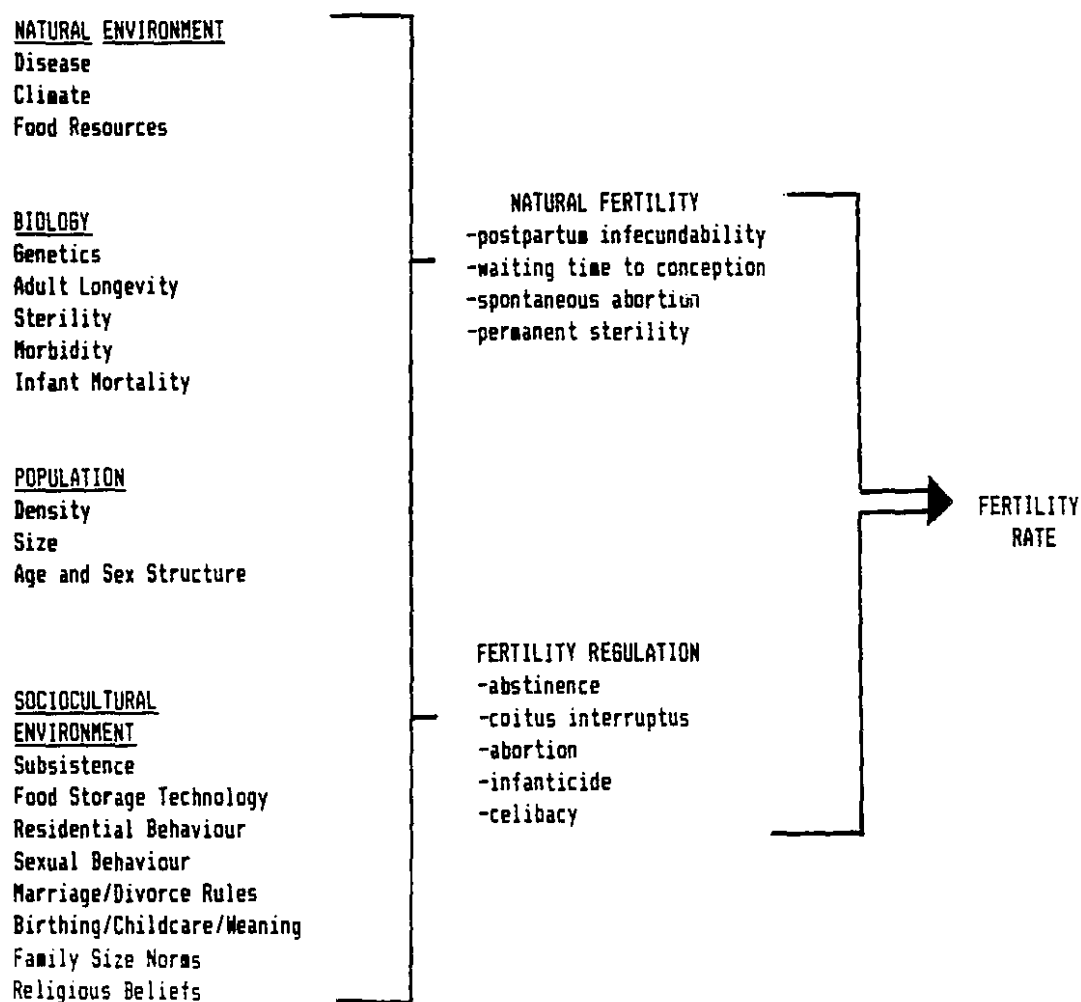 NATURAL ENVIRONMENT
Disease
Climate
Food Resources
BIOLOGY
Genetics
Adult Longevity
Sterility
Morbidity
Infant Mortality
POPULATION
Density
Size
Age and Sex Structure
SOCIOCULTURAL
ENVIRONMENT
Subsistence
Food Storage Technology
Residential Behaviour
Sexual Behaviour
Marriage/Divorce Rules
Birthing/Childcare/Weaning
Family Size Norms
Religious Beliefs
NATURAL FERTILITY
-postpartum infecundability
-waiting time to conception
-spontaneous abortion
-permanent sterility
FERTILITY REGULATION
-abstinence
-coitus interruptus
-abortion
-infanticide
-celibacy
FERTILITY
RATE